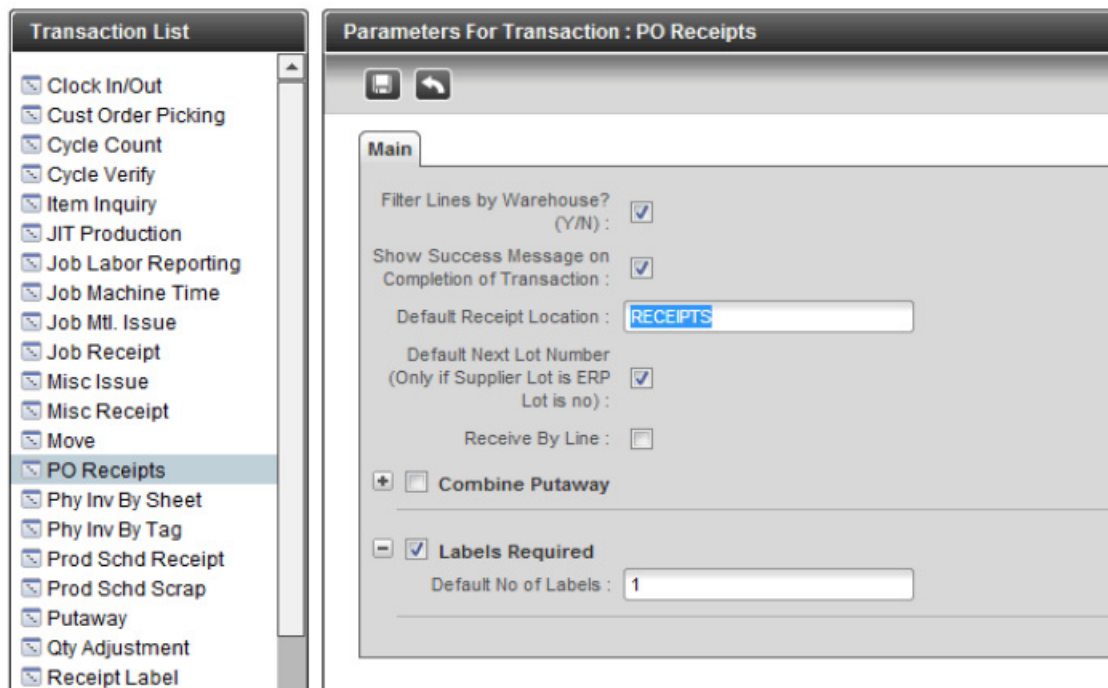 Transaction List
Clock In/Out
Cust Order Picking
Cycle Count
Cycle Verify
Item Inquiry
JIT Production
Job Labor Reporting
Job Machine Time
Job Mtl. Issue
Job Receipt
Misc Issue
Misc Receipt
Move
PO Receipts
Phy Inv By Sheet
Phy Inv By Tag
Prod Schd Receipt
Prod Schd Scrap
Putaway
Qty Adjustment
Receipt Label
Parameters For Transaction : PO Receipts
Main
Filter Lines by Warehouse?
(Y/N) :
Show Success Message on
Completion of Transaction :
Default Receipt Location : RECEIPTS
Default Next Lot Number
(Only if Supplier Lot is ERP
Lot is no) :
Receive By Line :
Combine Putaway
Labels Required
Default No of Labels : 1